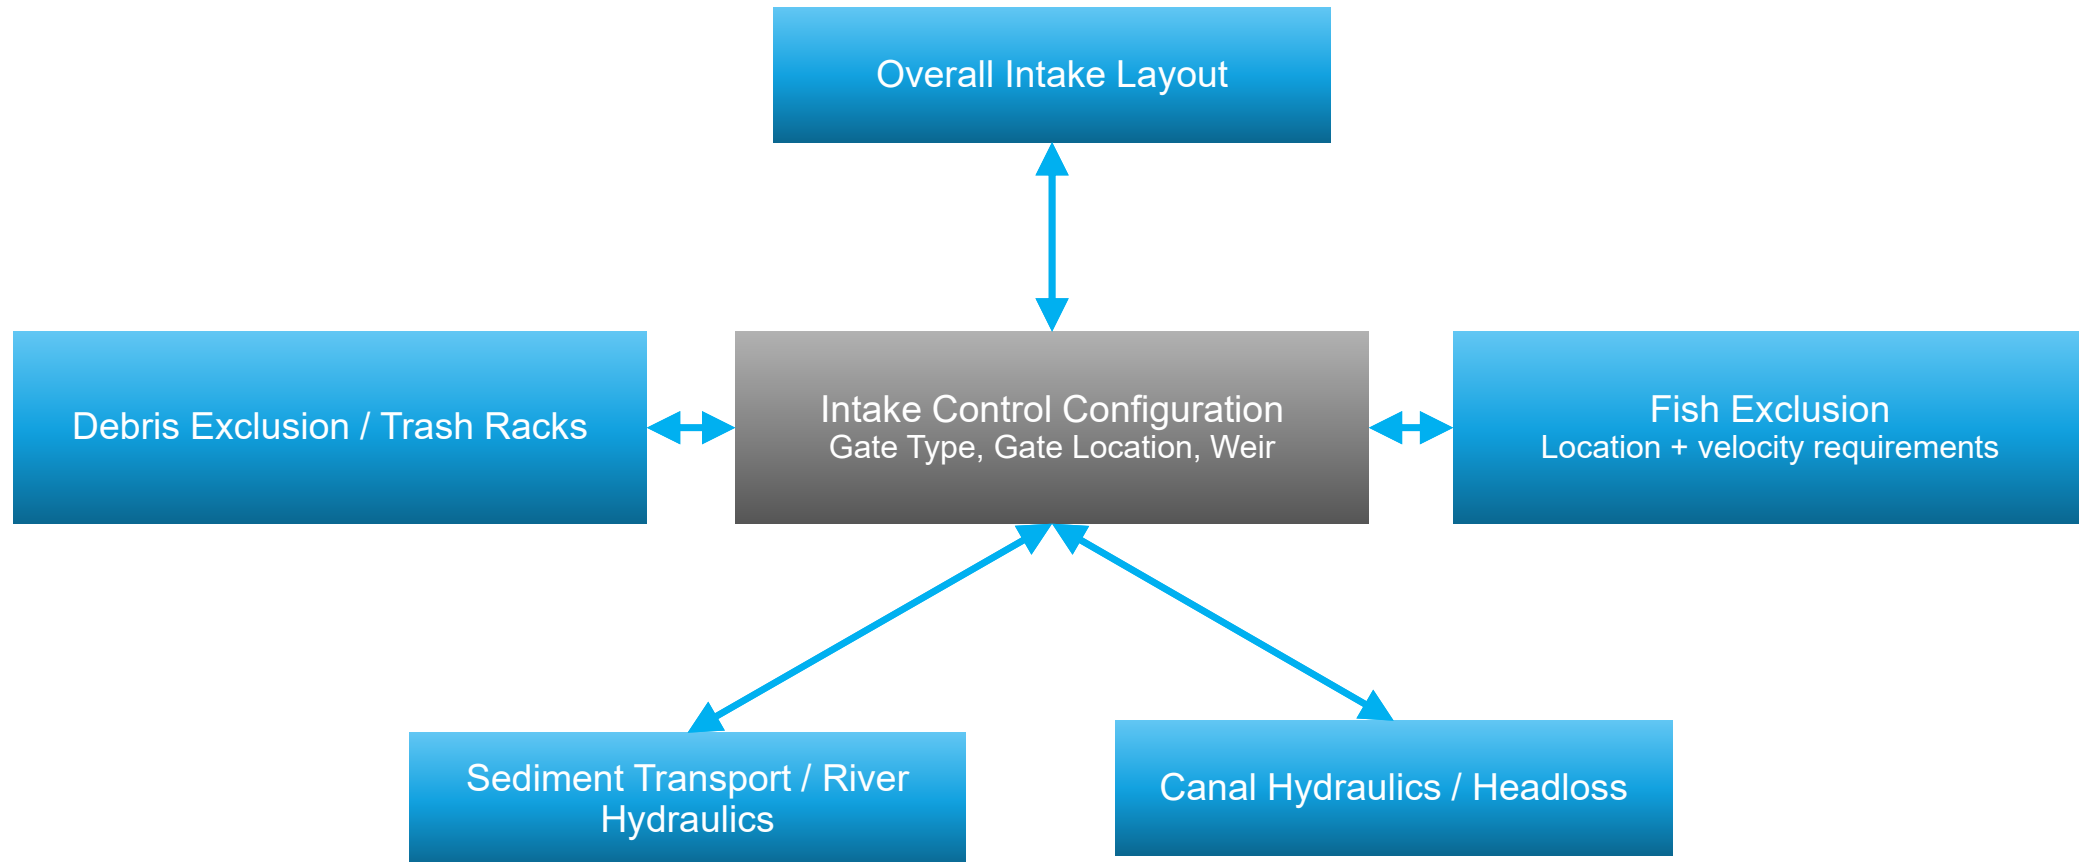 Overall Intake Layout
Debris Exclusion / Trash Racks
Intake Control Configuration
Gate Type, Gate Location, Weir
Fish Exclusion
Location + velocity requirements
Sediment Transport / River
Hydraulics
Canal Hydraulics / Headloss